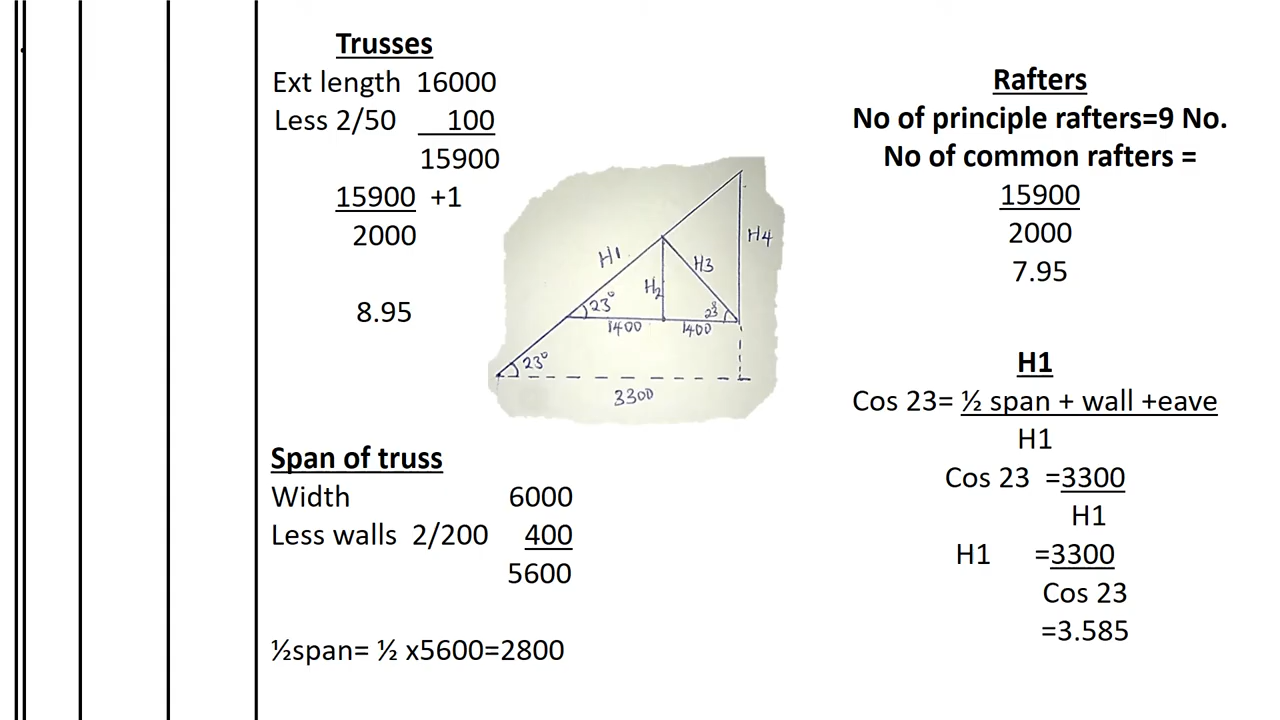 Trusses
Ext length 16000
Less 2/50 100
15900
15900 +1
2000
8.95
Span of truss
Width 6000
Less walls 2/200 400
5600
½span= ½ x5600=2800
H1
23°
H2
H3
23°
H4
1400
1400
23°
3300
Rafters
No of principle rafters=9 No.
No of common rafters =
15900
2000
7.95
H1
Cos 23= ½ span + wall +eave
H1
Cos 23 =3300
H1
H1 =3300
Cos 23
=3.585